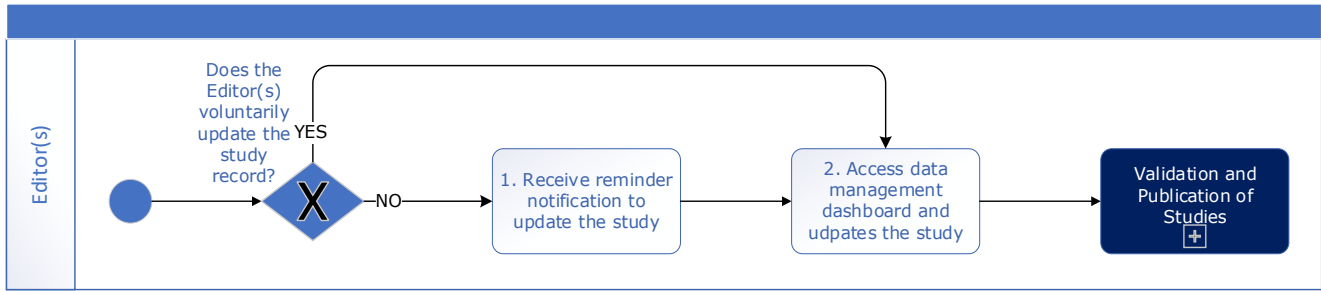 Editor(s)
Does the
Editor(s)
voluntarily
update the
study
record?
YES
X
NO
1. Receive reminder
notification to
update the study
2. Access data
management
dashboard and
udpates the study
Validation and
Publication of
Studies